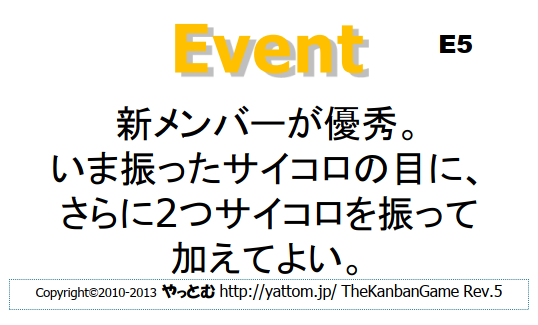 Event
E5
新メンバーが優秀。
いま振ったサイコロの目に、
さらに2つサイコロを振って
加えてよい。
Copyright©2010-2013 やっとむ http://yattom.jp/ TheKanbanGame Rev.5